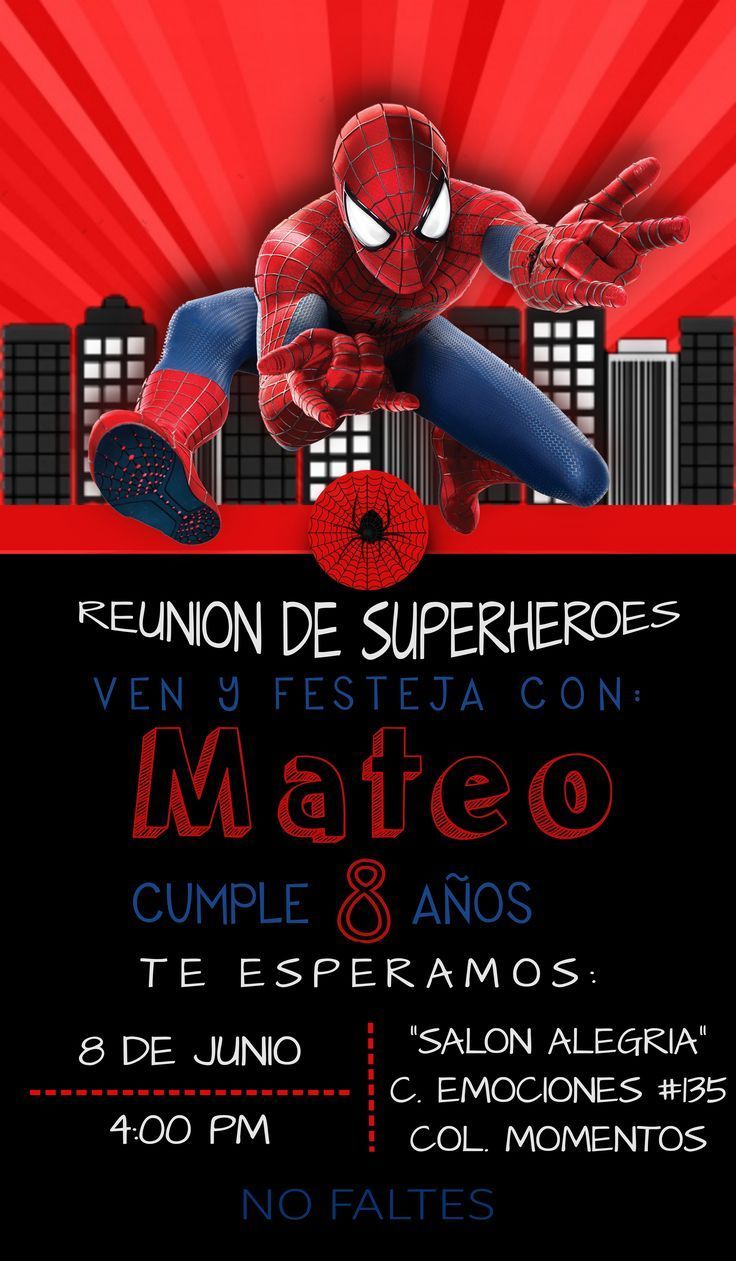 REUNION DE SUPERHEROES
VEN Y FESTEJA CON:
Mateo
CUMPLE 8 AÑOS
TE ESPERAMOS:
8 DE JUNIO
4:00 PM
"SALON ALEGRIA"
C. EMOCIONES #135
COL. MOMENTOS
NO FALTES